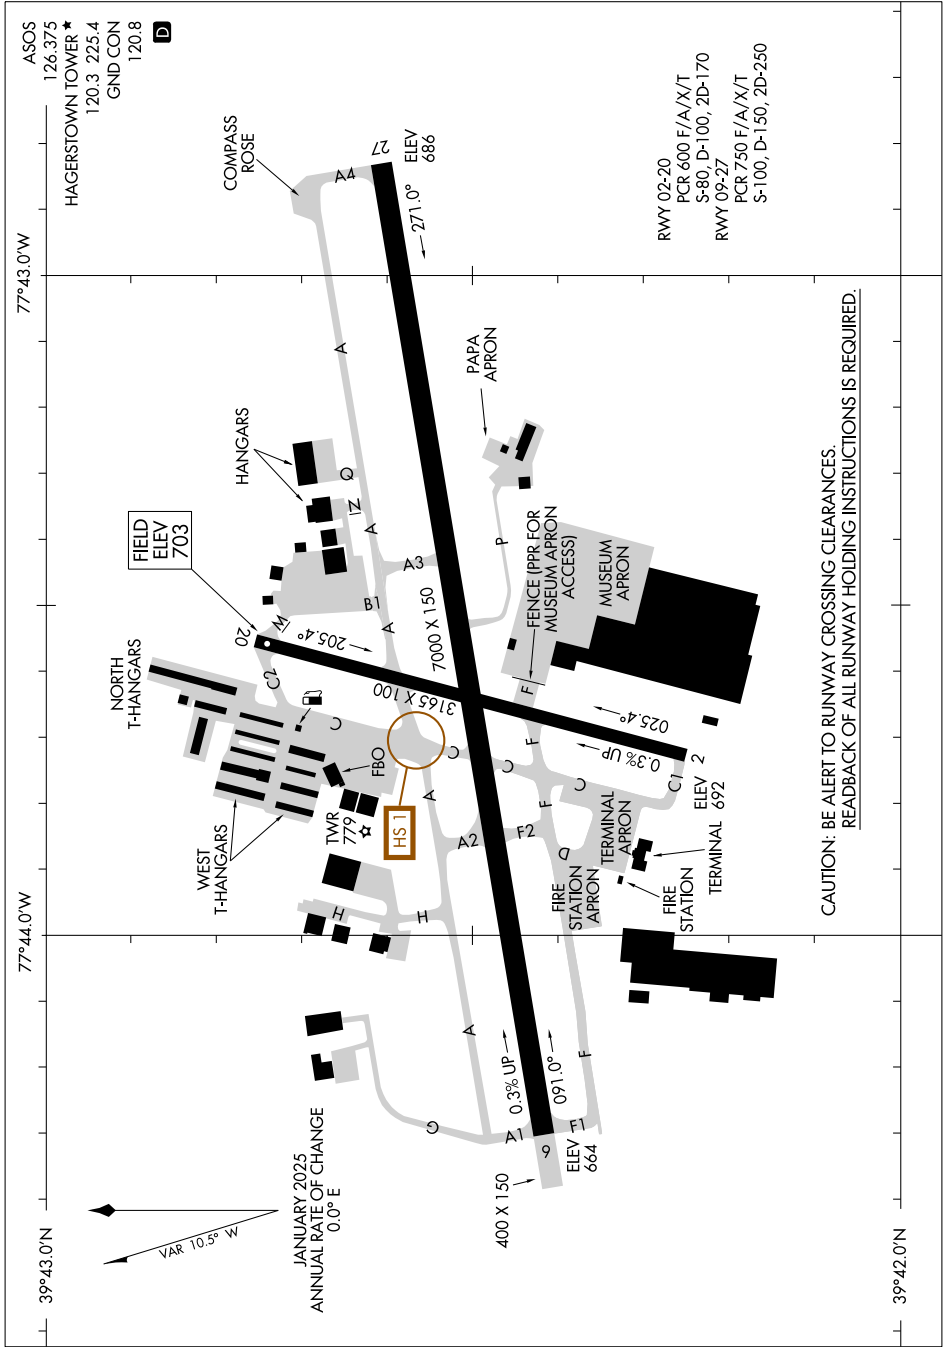 ASOS
126.375
HAGERSTOWN TOWER ★
120.3 225.4
GND CON
120.8
D
77°44.0'W
77°43.0'W
39°43.0'N
39°42.0'N
VAR 10.5° W
JANUARY 2025
ANNUAL RATE OF CHANGE
0.0° E
NORTH
T-HANGARS
WEST
T-HANGARS
FIELD
ELEV
703
HANGARS
COMPASS
ROSE
TWR
779
FBO
HS 1
20
W
C2
C
205.4°
3165 X 100
B1
A
A3
A
N
Q
A
A4
27
ELEV
686
271.0°
7000 X 150
H
H
A
A
A2
C
C
F2
F
F
F
D
C
C1
2
ELEV
692
0.3% UP
025.4°
P
PAPA
APRON
FENCE (PPR FOR
MUSEUM APRON
ACCESS)
MUSEUM
APRON
FIRE
STATION
APRON
TERMINAL
APRON
FIRE
STATION
TERMINAL
G
A1
9
F1
F
ELEV
664
0.3% UP
091.0°
400 X 150
RWY 02-20
PCR 600 F/A/X/T
S-80, D-100, 2D-170
RWY 09-27
PCR 750 F/A/X/T
S-100, D-150, 2D-250
CAUTION: BE ALERT TO RUNWAY CROSSING CLEARANCES.
READBACK OF ALL RUNWAY HOLDING INSTRUCTIONS IS REQUIRED.